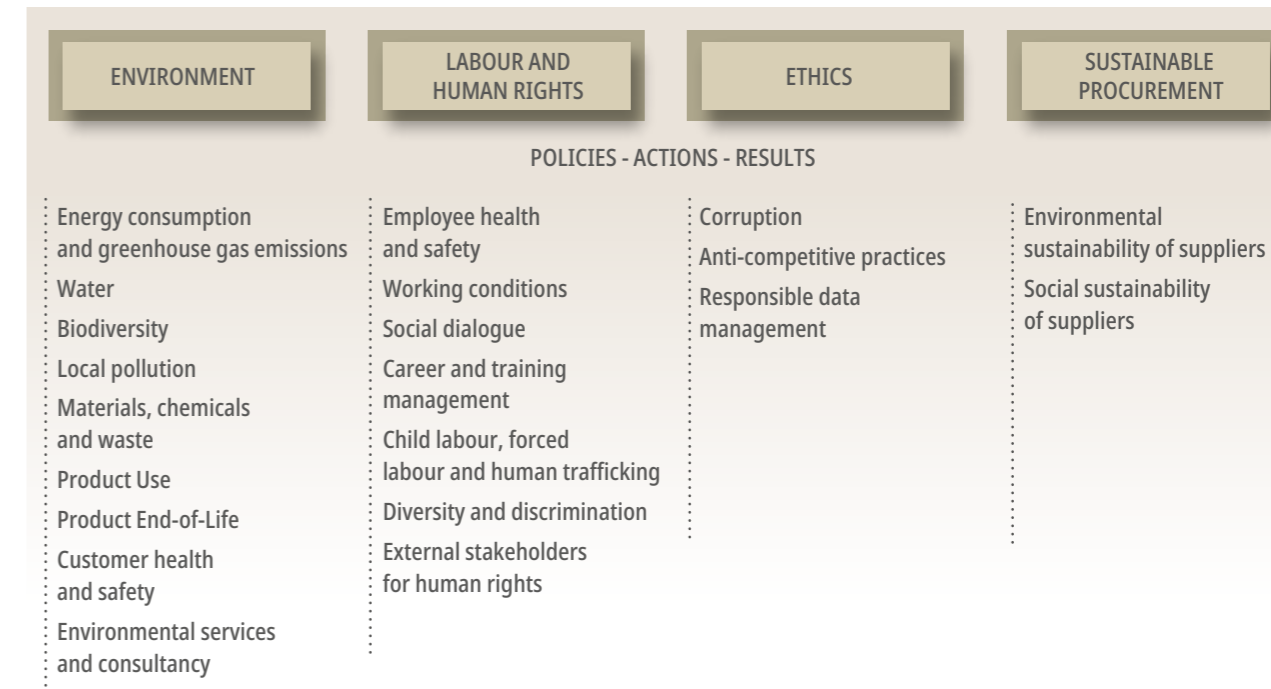 ENVIRONMENT
LABOUR AND
HUMAN RIGHTS
ETHICS
SUSTAINABLE
PROCUREMENT
POLICIES - ACTIONS - RESULTS
Energy consumption
and greenhouse gas emissions
Water
Biodiversity
Local pollution
Materials, chemicals
and waste
Product Use
Product End-of-Life
Customer health
and safety
Environmental services
and consultancy
Employee health
and safety
Working conditions
Social dialogue
Career and training
management
Child labour, forced
labour and human trafficking
Diversity and discrimination
External stakeholders
for human rights
Corruption
Anti-competitive practices
Responsible data
management
Environmental
sustainability of suppliers
Social sustainability
of suppliers